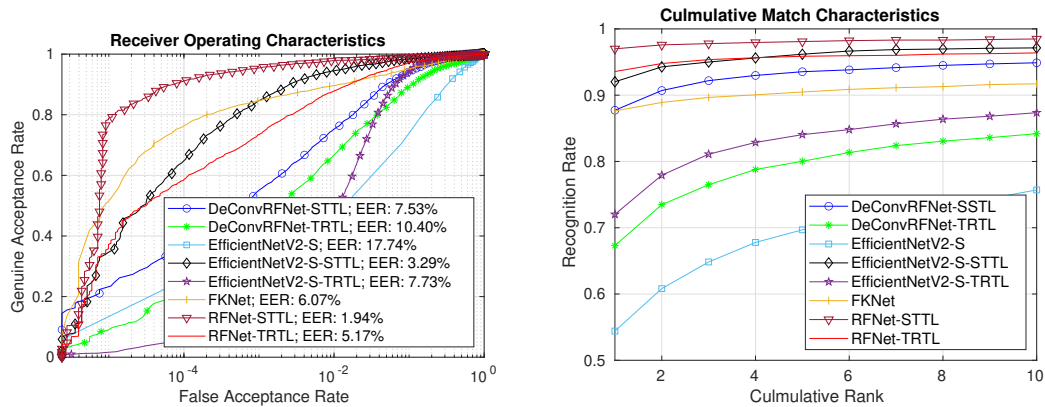 Receiver Operating Characteristics
Genuine Acceptance Rate
1
0.8
0.6
0.4
0.2
0
DeConvRFNet-STTL; EER: 7.53%
DeConvRFNet-TRTL; EER: 10.40%
EfficientNetV2-S; EER: 17.74%
EfficientNetV2-S-STTL; EER: 3.29%
EfficientNetV2-S-TRTL; EER: 7.73%
FKNet; EER: 6.07%
RFNet-STTL; EER: 1.94%
RFNet-TRTL; EER: 5.17%
10-4
10-2
100
False Acceptance Rate
Culmulative Match Characteristics
Recognition Rate
1
0.9
0.8
0.7
0.6
0.5
DeConvRFNet-SSTL
DeConvRFNet-TRTL
EfficientNetV2-S
EfficientNetV2-S-STTL
EfficientNetV2-S-TRTL
FKNet
RFNet-STTL
RFNet-TRTL
2
4
6
8
10
Culmulative Rank